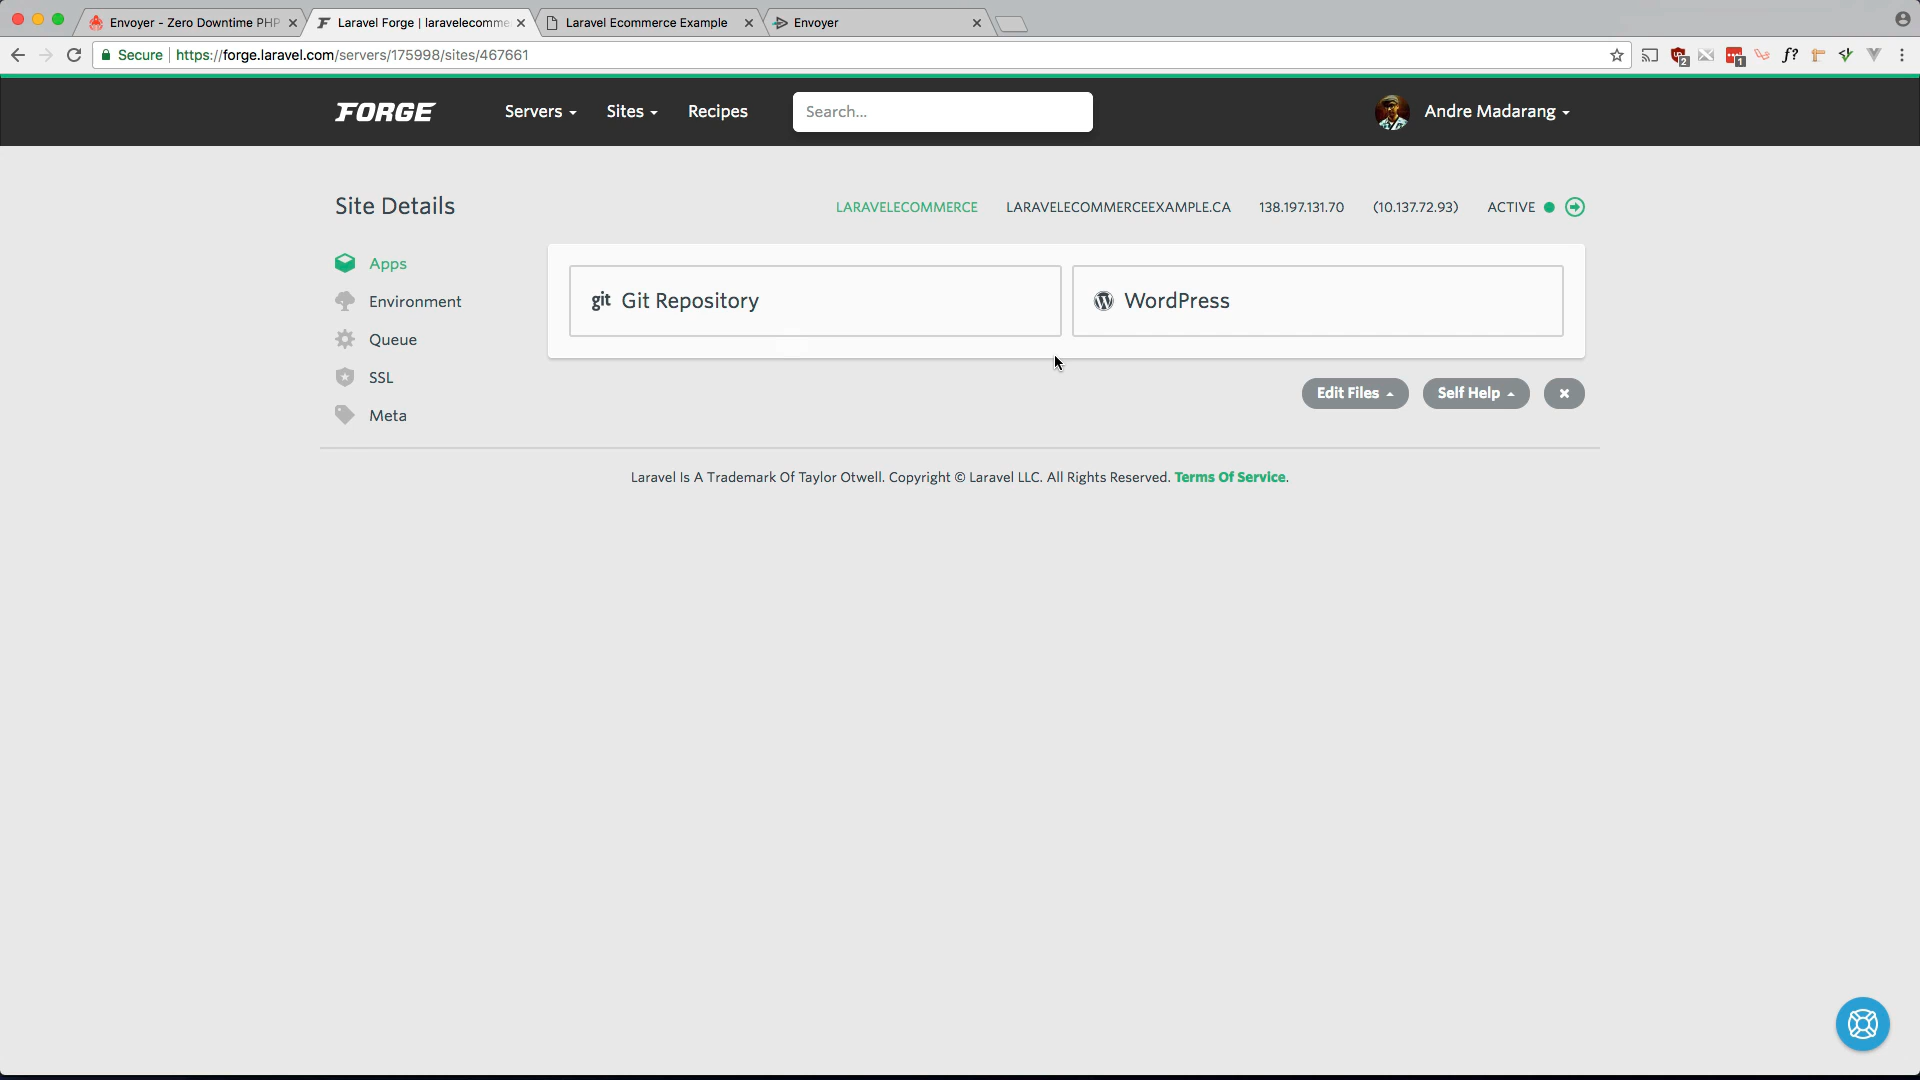 Envoyer - Zero Downtime PHP
Laravel Forge | laravelecomme
Laravel Ecommerce Example
Envoyer
Secure
https://forge.laravel.com/servers/175998/sites/467661
2
1
f?
FORGE
Servers
Sites
Recipes
Search...
Andre Madarang
Site Details
LARAVELECOMMERCE
LARAVELECOMMERCEEXAMPLE.CA
138.197.131.70
(10.137.72.93)
ACTIVE
Apps
Environment
Queue
SSL
Meta
git Git Repository
WordPress
Edit Files
Self Help
Laravel Is A Trademark Of Taylor Otwell. Copyright © Laravel LLC. All Rights Reserved. Terms Of Service.